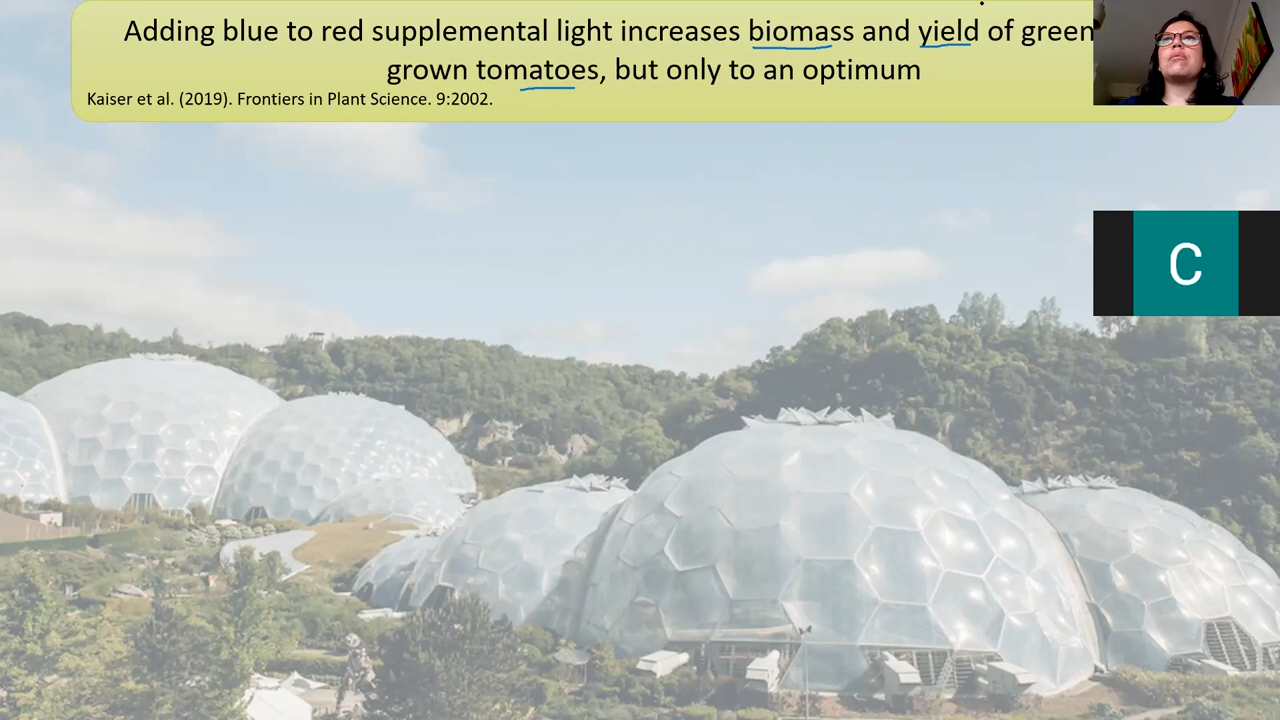 Adding blue to red supplemental light increases biomass and yield of green
grown tomatoes, but only to an optimum
Kaiser et al. (2019). Frontiers in Plant Science. 9:2002.
C